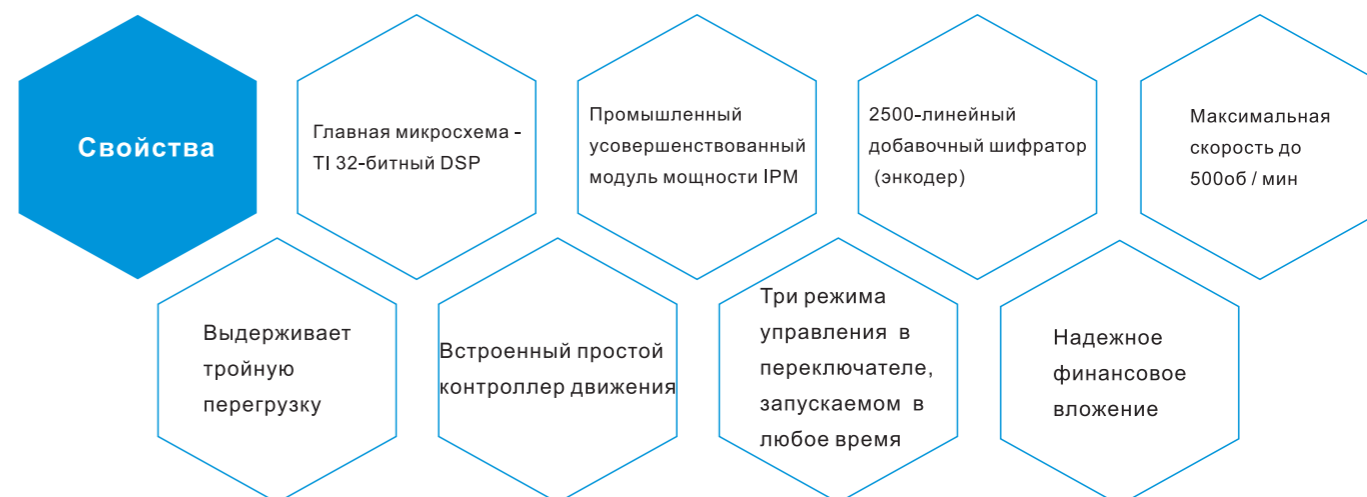 Свойства
Главная микросхема -
TI 32-битный DSP
Промышленный
усовершенствованный
модуль мощности IPM
2500-линейный
добавочный шифратор
(энкодер)
Максимальная
скорость до
500об / мин
Выдерживает
тройную
перегрузку
Встроенный простой
контроллер движения
Три режима
управления в
переключателе,
запускаемом в
любое время
Надежное
финансовое
вложение